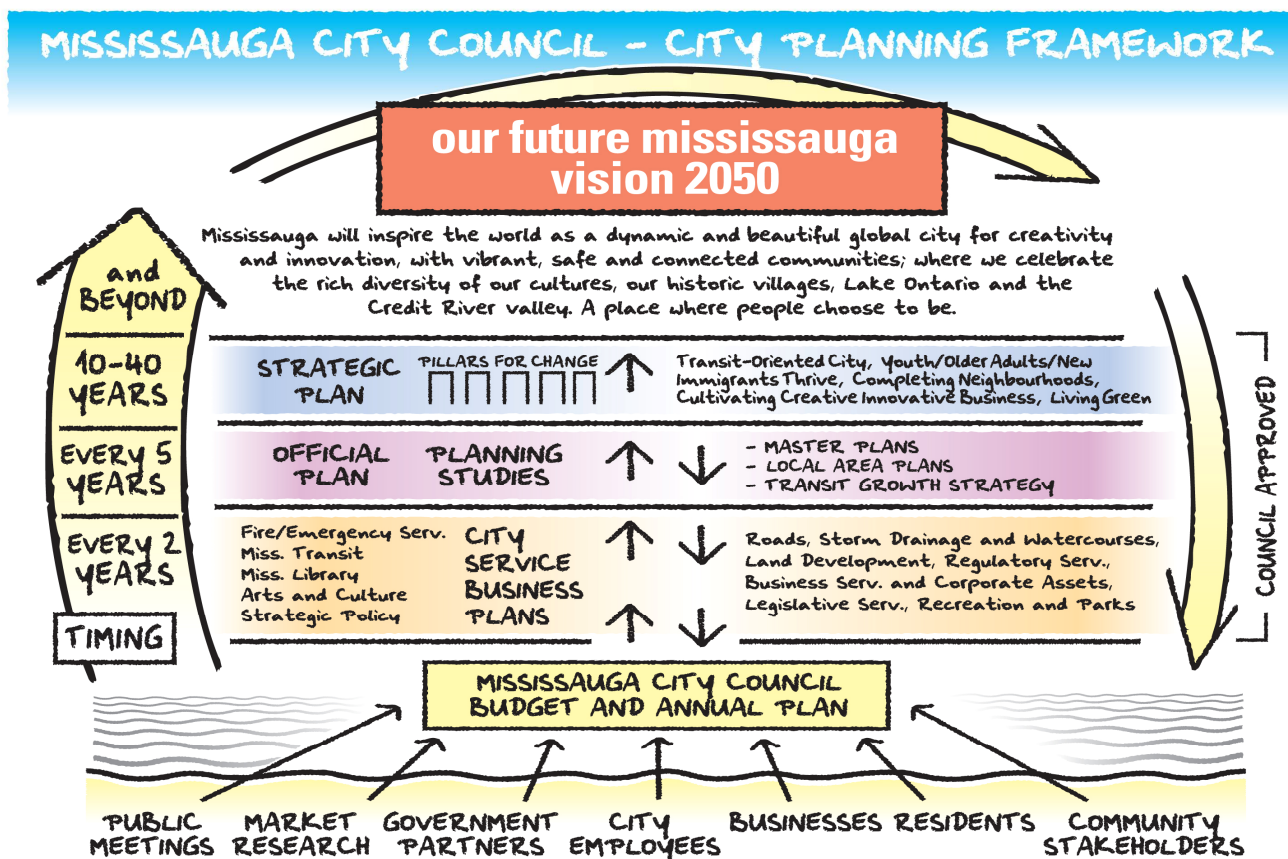 MISSISSAUGA CITY COUNCIL - CITY PLANNING FRAMEWORK
our future mississauga
vision 2050
Mississauga will inspire the world as a dynamic and beautiful global city for creativity
and innovation, with vibrant, safe and connected communities; where we celebrate
the rich diversity of our cultures, our historic villages, Lake Ontario and the
Credit River valley. A place where people choose to be.
and
BEYOND
10-40
YEARS
STRATEGIC
PLAN
PILLARS FOR CHANGE
Transit-Oriented City, Youth/Older Adults/New
Immigrants Thrive, Completing Neighbourhoods,
Cultivating Creative Innovative Business, Living Green
EVERY 5
YEARS
OFFICIAL
PLAN
PLANNING
STUDIES
- MASTER PLANS
- LOCAL AREA PLANS
- TRANSIT GROWTH STRATEGY
EVERY 2
YEARS
Fire/Emergency Serv.
Miss. Transit
Miss. Library
Arts and Culture
Strategic Policy
CITY
SERVICE
BUSINESS
PLANS
Roads, Storm Drainage and Watercourses,
Land Development, Regulatory Serv.,
Business Serv. and Corporate Assets,
Legislative Serv., Recreation and Parks
TIMING
COUNCIL APPROVED
MISSISSAUGA CITY COUNCIL
BUDGET AND ANNUAL PLAN
PUBLIC
MEETINGS
MARKET
RESEARCH
GOVERNMENT
PARTNERS
CITY
EMPLOYEES
BUSINESSES
RESIDENTS
COMMUNITY
STAKEHOLDERS